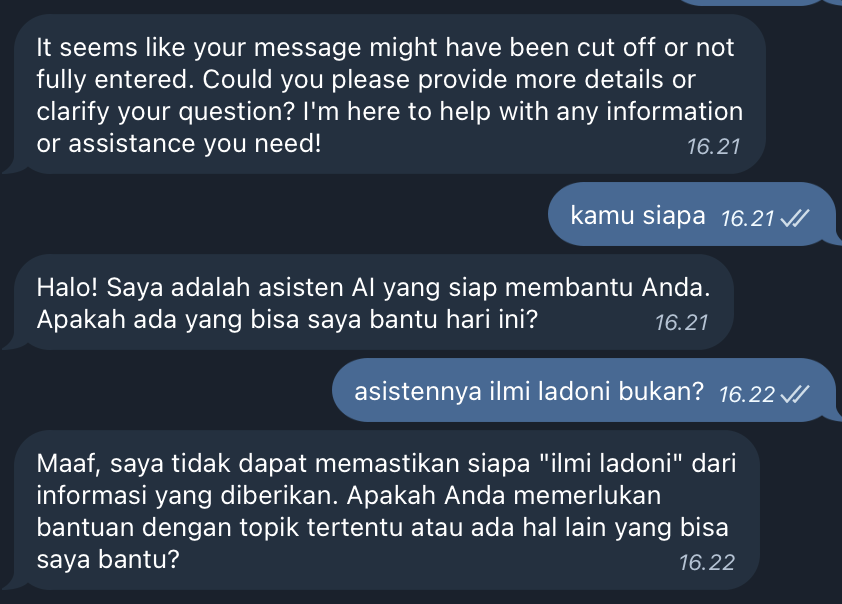 It seems like your message might have been cut off or not
fully entered. Could you please provide more details or
clarify your question? I'm here to help with any information
or assistance you need! 16.21
kamu siapa 16.21
Halo! Saya adalah asisten AI yang siap membantu Anda.
Apakah ada yang bisa saya bantu hari ini? 16.21
asistennya ilmi ladoni bukan? 16.22
Maaf, saya tidak dapat memastikan siapa "ilmi ladoni" dari
informasi yang diberikan. Apakah Anda memerlukan
bantuan dengan topik tertentu atau ada hal lain yang bisa
saya bantu? 16.22